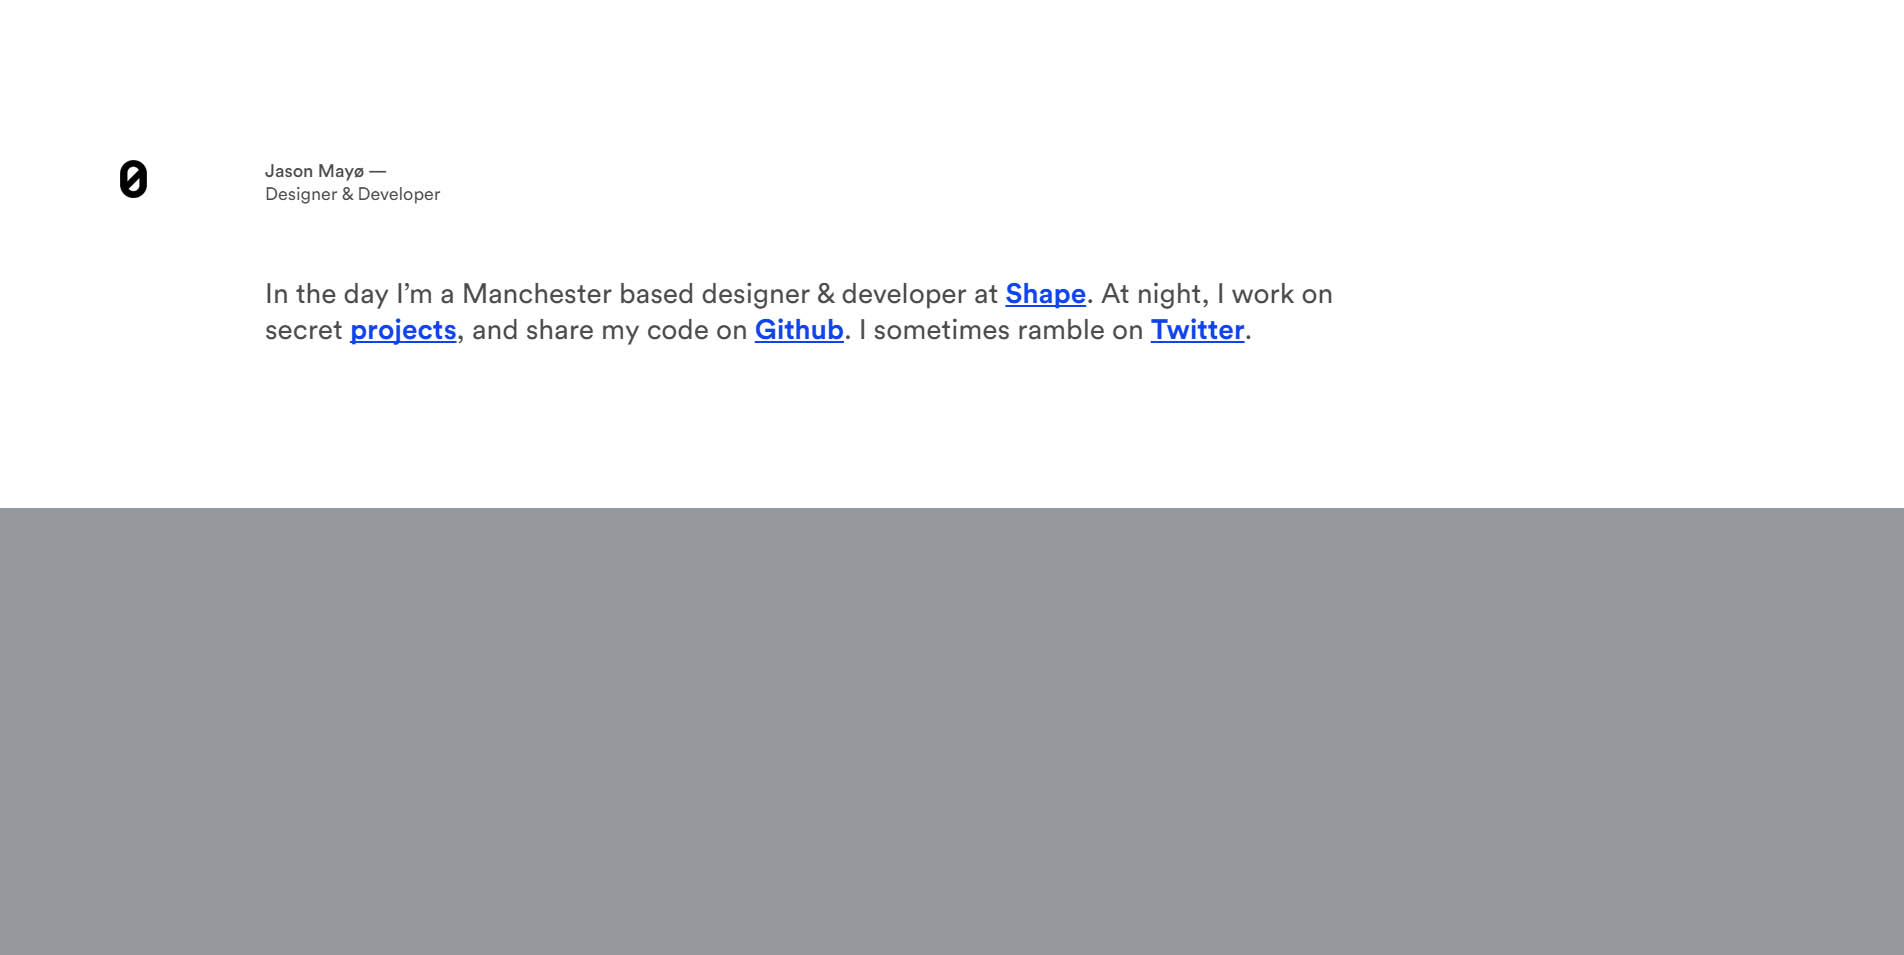 Jason Mayø —
Designer & Developer
In the day I’m a Manchester based designer & developer at Shape. At night, I work on
secret projects, and share my code on Github. I sometimes ramble on Twitter.